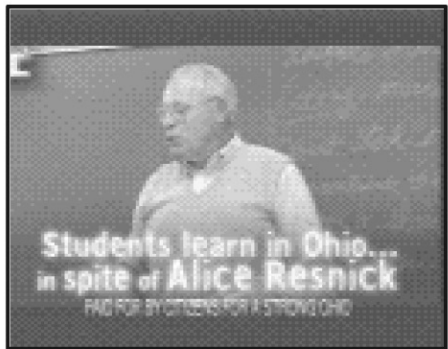 Students learn in Ohio...
in spite of Alice Resnick
PAID FOR BY CITIZENS FOR A STRONG OHIO